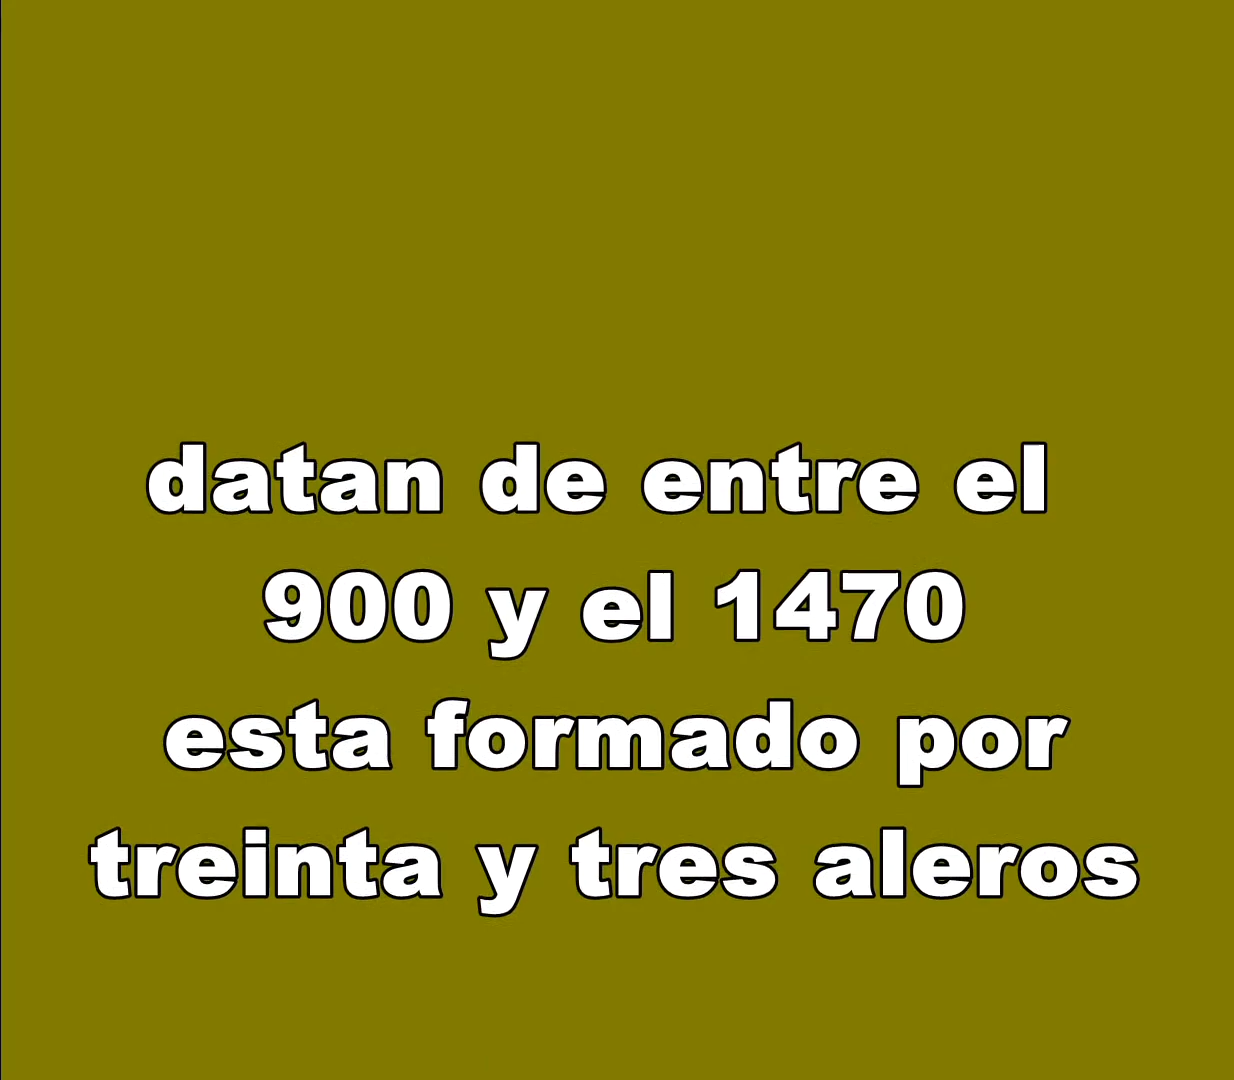 datan de entre el
900 y el 1470
esta formado por
treinta y tres aleros